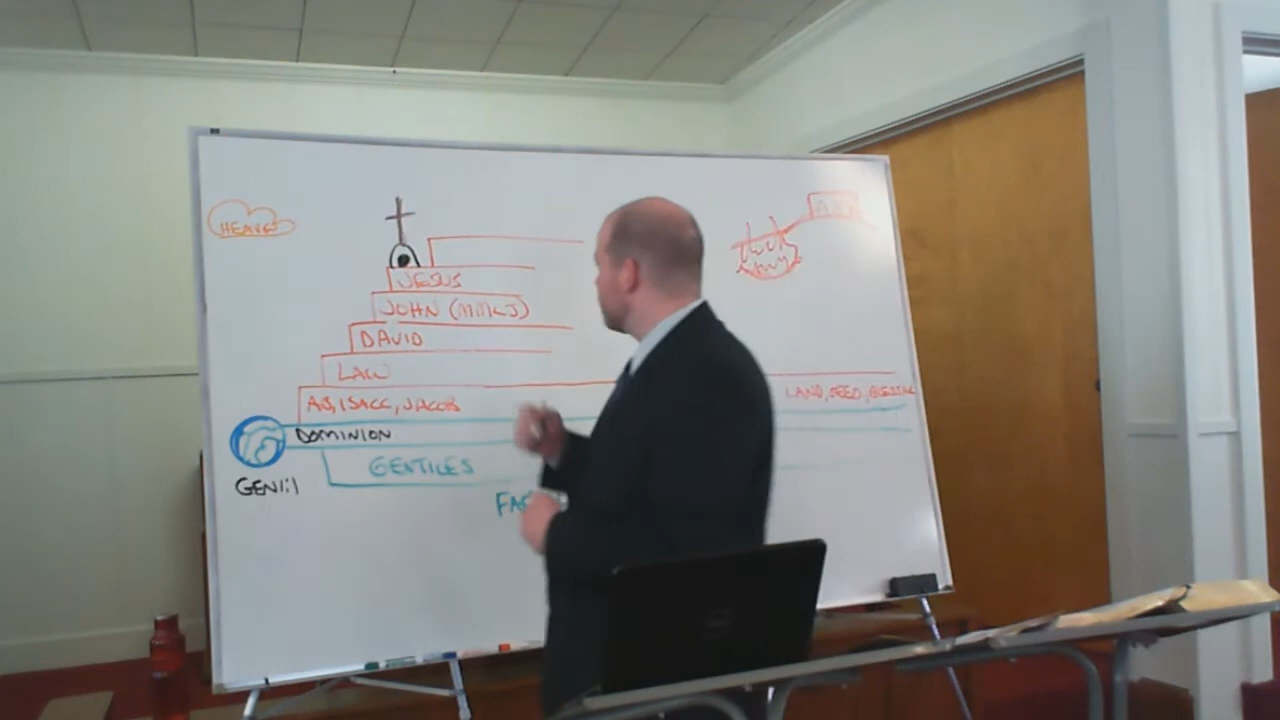 HEAVEN
JESUS
JOHN (MMLJ)
DAVID
LAW
AB, ISACC, JACOB
LAND, SEED, BLESSING
DOMINION
GENTILES
GEN 1:1